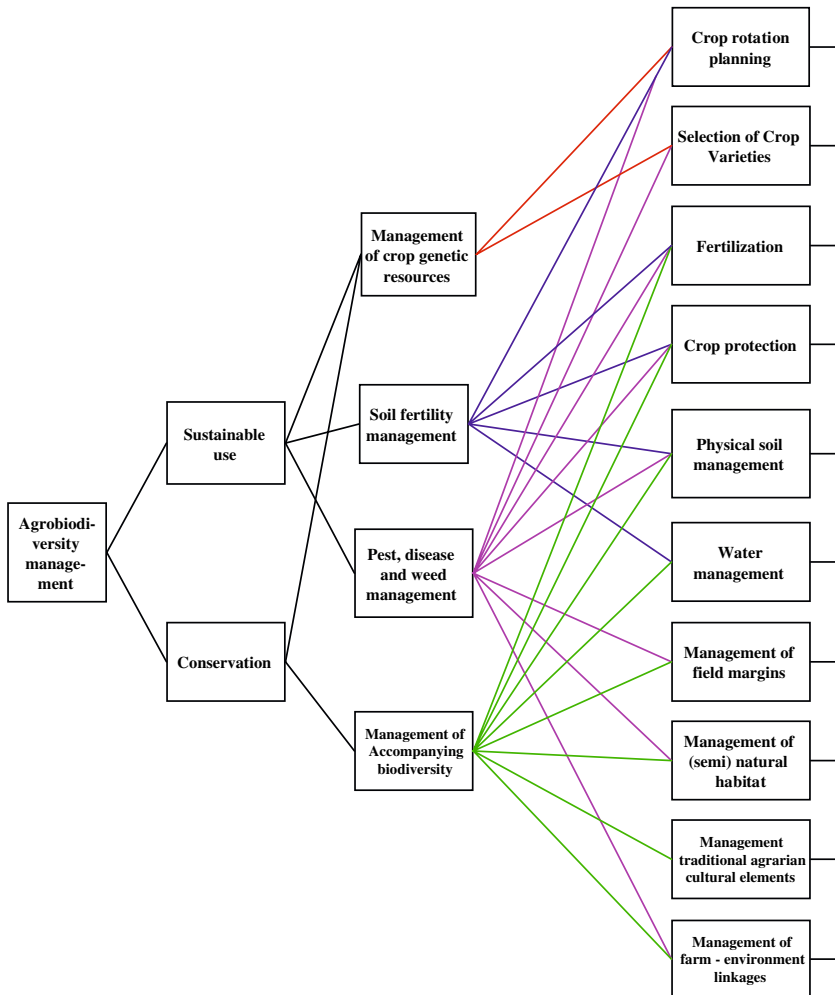 Agrobiodi-
versity
manage-
ment
Sustainable
use
Conservation
Management
of crop genetic
resources
Soil fertility
management
Pest, disease
and weed
management
Management of
Accompanying
biodiversity
Crop rotation
planning
Selection of Crop
Varieties
Fertilization
Crop protection
Physical soil
management
Water
management
Management of
field margins
Management of
(semi) natural
habitat
Management
traditional agrarian
cultural elements
Management of
farm - environment
linkages